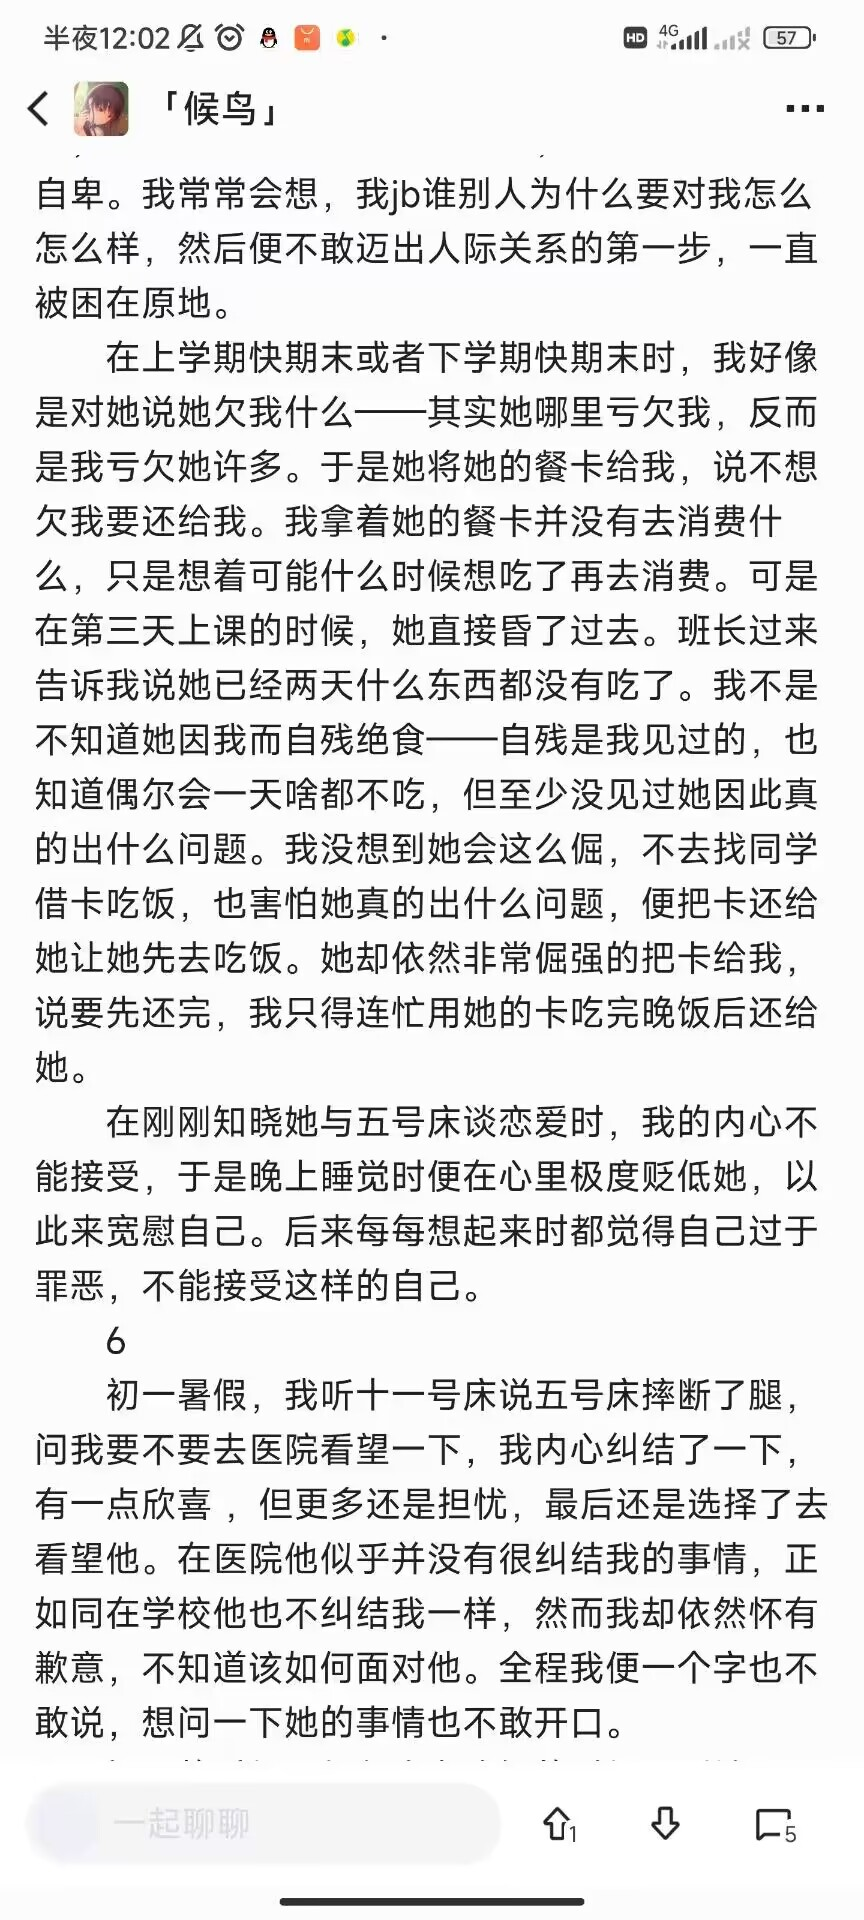 半夜12:02
HD 4G 57
「候鸟」
自卑。我常常会想，我jb谁别人为什么要对我怎么
怎么样，然后便不敢迈出人际关系的第一步，一直
被困在原地。
在上学期快期末或者下学期快期末时，我好像
是对她说她欠我什么——其实她哪里亏欠我，反而
是我亏欠她许多。于是她将她的餐卡给我，说不想
欠我要还给我。我拿着她的餐卡并没有去消费什
么，只是想着可能什么时候想吃了再去消费。可是
在第三天上课的时候，她直接昏了过去。班长过来
告诉我说她已经两天什么东西都没有吃了。我不是
不知道她因我而自残绝食——自残是我见过的，也
知道偶尔会一天啥都不吃，但至少没见过她因此真
的出什么问题。我没想到她会这么倔，不去找同学
借卡吃饭，也害怕她真的出什么问题，便把卡还给
她让她先去吃饭。她却依然非常倔强的把卡给我，
说要先还完，我只得连忙用她的卡吃完晚饭后还给
她。
在刚刚知晓她与五号床谈恋爱时，我的内心不
能接受，于是晚上睡觉时便在心里极度贬低她，以
此来宽慰自己。后来每每想起来时都觉得自己过于
罪恶，不能接受这样的自己。
6
初一暑假，我听十一号床说五号床摔断了腿，
问我要不要去医院看望一下，我内心纠结了一下，
有一点欣喜 ，但更多还是担忧，最后还是选择了去
看望他。在医院他似乎并没有很纠结我的事情，正
如同在学校他也不纠结我一样，然而我却依然怀有
歉意，不知道该如何面对他。全程我便一个字也不
敢说，想问一下她的事情也不敢开口。
一起聊聊
1
5